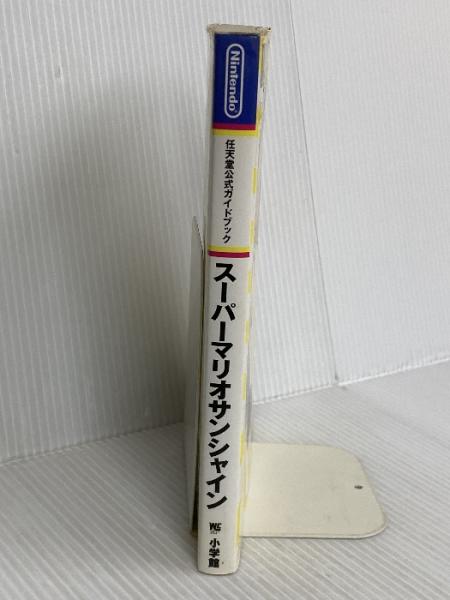 Nintendo
任天堂公式ガイドブック
スーパーマリオサンシャイン
小学館